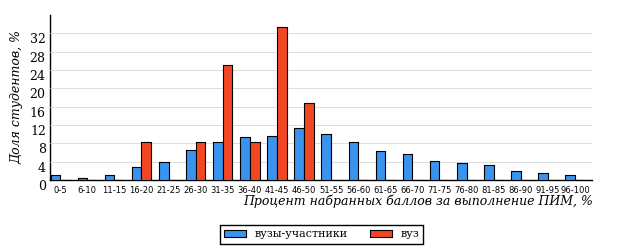 Доля студентов, %
32
28
24
20
16
12
8
4
0
0-5 6-10 11-15 16-20 21-25 26-30 31-35 36-40 41-45 46-50 51-55 56-60 61-65 66-70 71-75 76-80 81-85 86-90 91-95 96-100
Процент набранных баллов за выполнение ПИМ, %
вузы-участники вуз